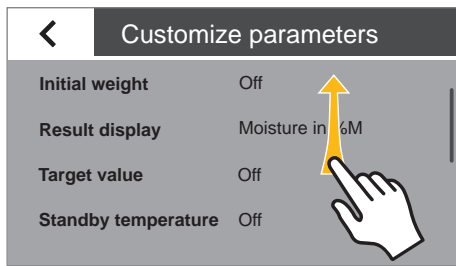 Customize parameters
Initial weight Off
Result display Moisture in %M
Target value Off
Standby temperature Off